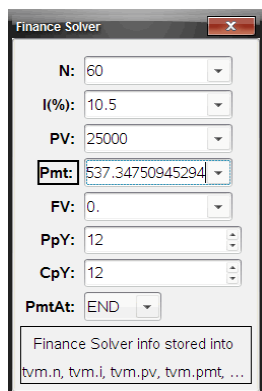 Finance Solver
N: 60
I(%): 10.5
PV: 25000
Pmt: 537.34750945294
FV: 0.
PpY: 12
CpY: 12
PmtAt: END
Finance Solver info stored into
tvm.n, tvm.i, tvm.pv, tvm.pmt, ...